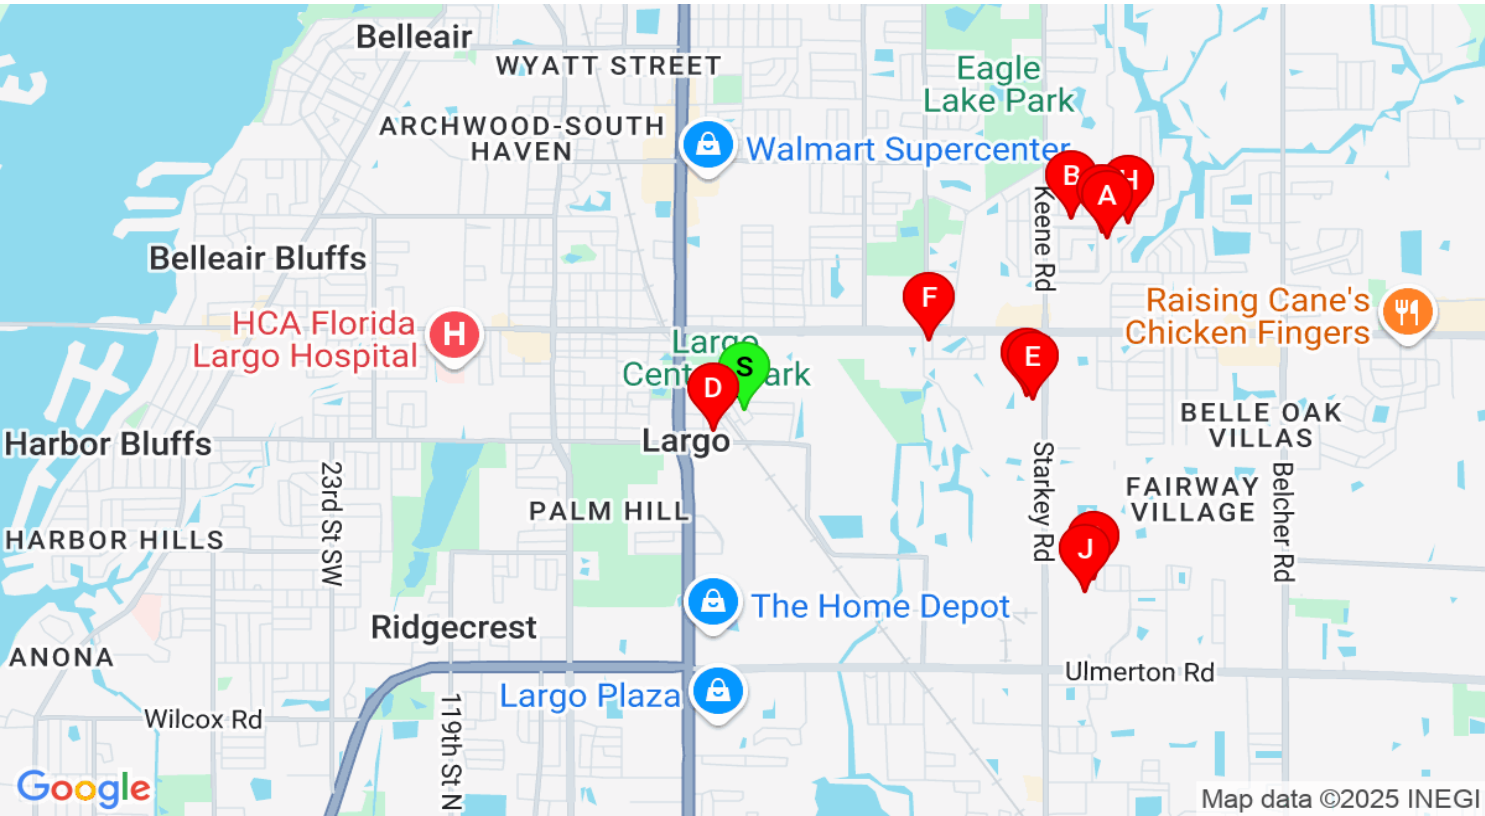 Belleair
WYATT STREET
Eagle
Lake Park
ARCHWOOD-SOUTH
HAVEN
Walmart Supercenter
B
H
A
Keene Rd
Belleair Bluffs
F
Raising Cane's
Chicken Fingers
HCA Florida
Largo Hospital
H
Largo
S
E
D
Largo
Harbor Bluffs
BELLE OAK
VILLAS
23rd St SW
Starkey Rd
Belcher Rd
FAIRWAY
VILLAGE
PALM HILL
HARBOR HILLS
J
The Home Depot
Ridgecrest
ANONA
Ulmerton Rd
Largo Plaza
119th St N
Wilcox Rd
Google
Map data ©2025 INEGI